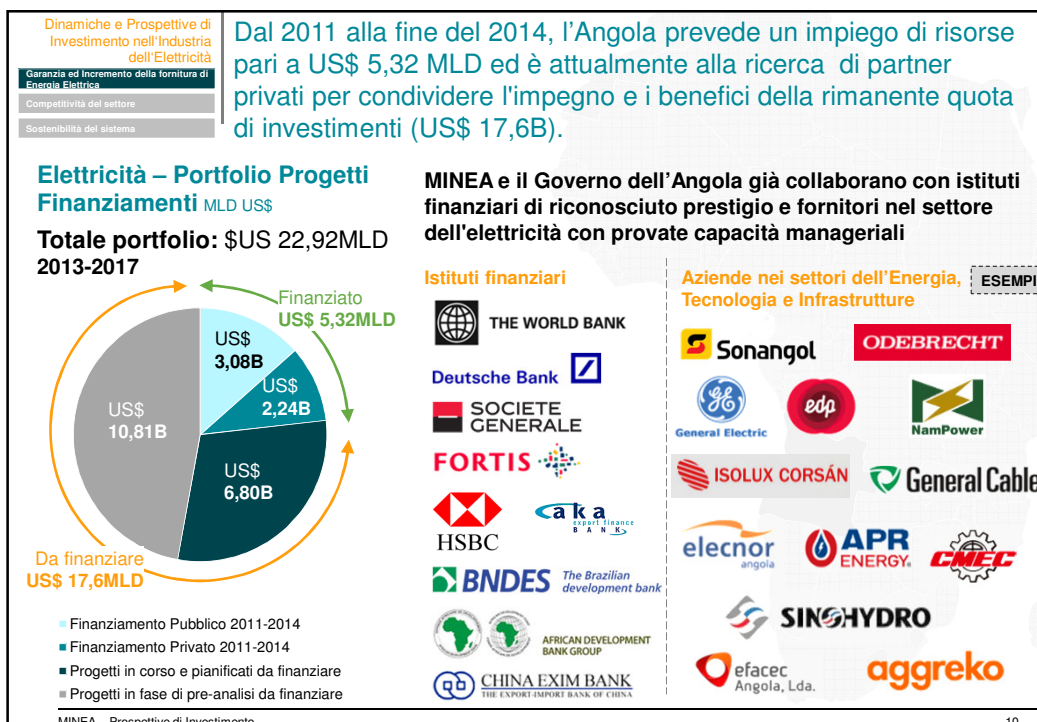 Dinamiche e Prospettive di
Investimento nell'Industria
dell'Elettricità
Garanzia ed Incremento della fornitura di
Energia Elettrica
Competitività del settore
Sostenibilità del sistema
Dal 2011 alla fine del 2014, l'Angola prevede un impiego di risorse
pari a US$ 5,32 MLD ed è attualmente alla ricerca di partner
privati per condividere l'impegno e i benefici della rimanente quota
di investimenti (US$ 17,6B).
Elettricità – Portfolio Progetti
Finanziamenti MLD US$
Totale portfolio: $US 22,92MLD
2013-2017
Finanziato
US$ 5,32MLD
US$
3,08B
US$
2,24B
US$
10,81B
US$
6,80B
Da finanziare
US$ 17,6MLD
Finanziamento Pubblico 2011-2014
Finanziamento Privato 2011-2014
Progetti in corso e pianificati da finanziare
Progetti in fase di pre-analisi da finanziare
MINEA e il Governo dell'Angola già collaborano con istituti
finanziari di riconosciuto prestigio e fornitori nel settore
dell'elettricità con provate capacità manageriali
Istituti finanziari
THE WORLD BANK
Deutsche Bank
SOCIETE
GENERALE
FORTIS
HSBC
aka
export finance
BANK
BNDES The Brazilian
development bank
AFRICAN DEVELOPMENT
BANK GROUP
CHINA EXIM BANK
THE EXPORT-IMPORT BANK OF CHINA
Aziende nei settori dell'Energia,
Tecnologia e Infrastrutture
ESEMPI
Sonangol
ODEBRECHT
General Electric
edp
NamPower
ISOLUX CORSÁN
General Cable
elecnor
angola
APR
ENERGY.
CMEC
SINOHYDRO
efacec
Angola, Lda.
aggreko
MINEA – Prospettive di Investimento
10